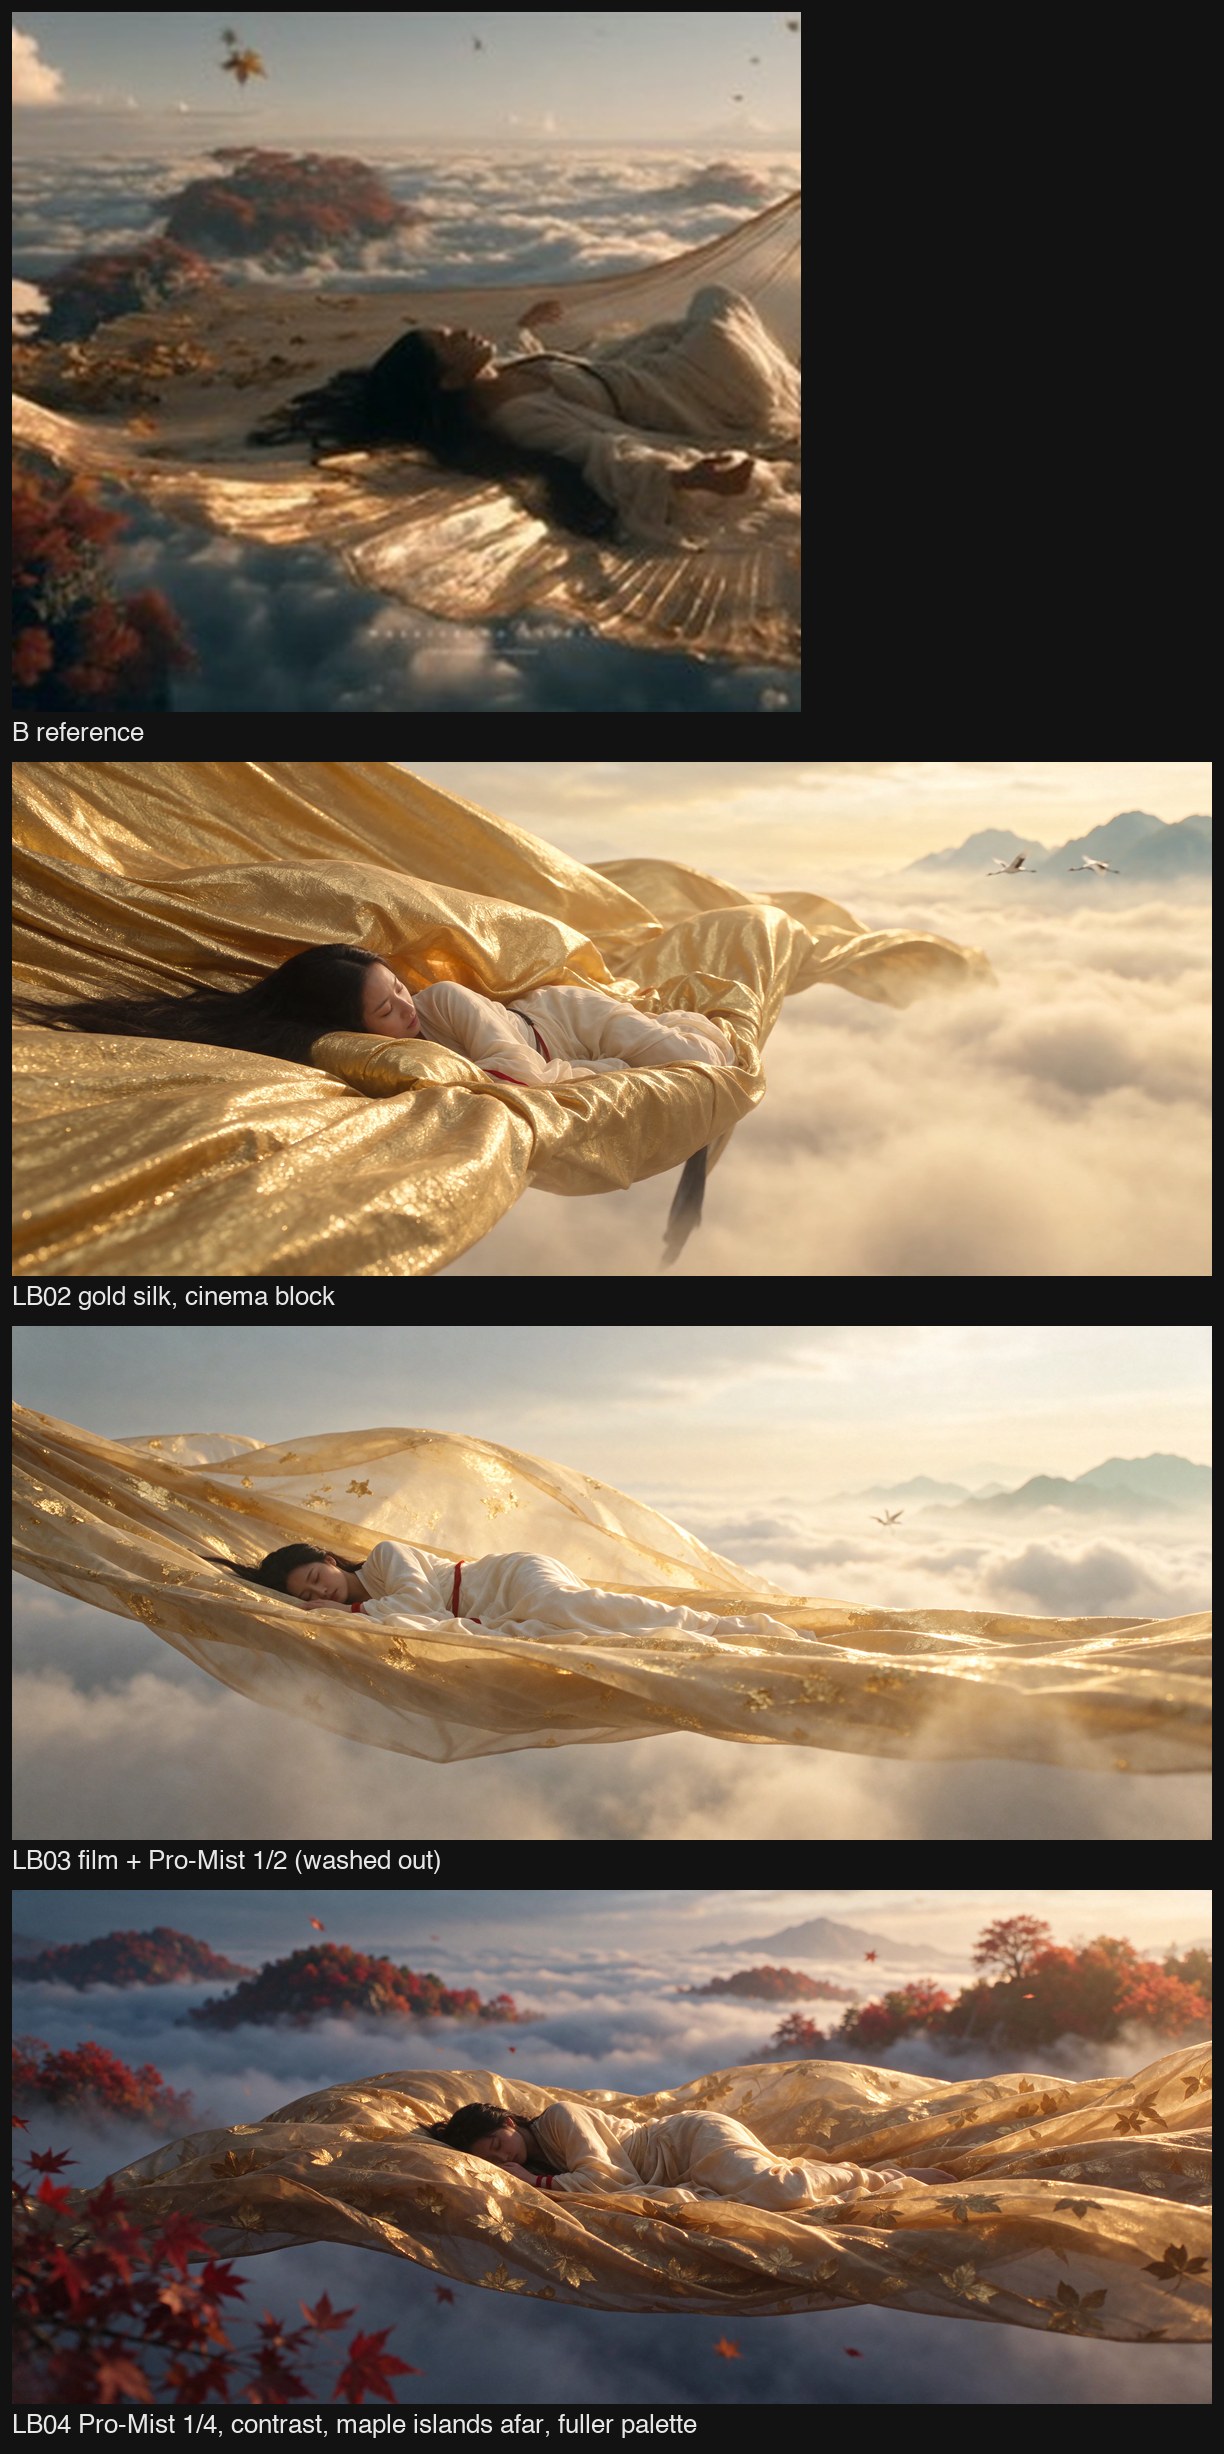 B reference
LB02 gold silk, cinema block
LB03 film + Pro-Mist 1/2 (washed out)
LB04 Pro-Mist 1/4, contrast, maple islands afar, fuller palette